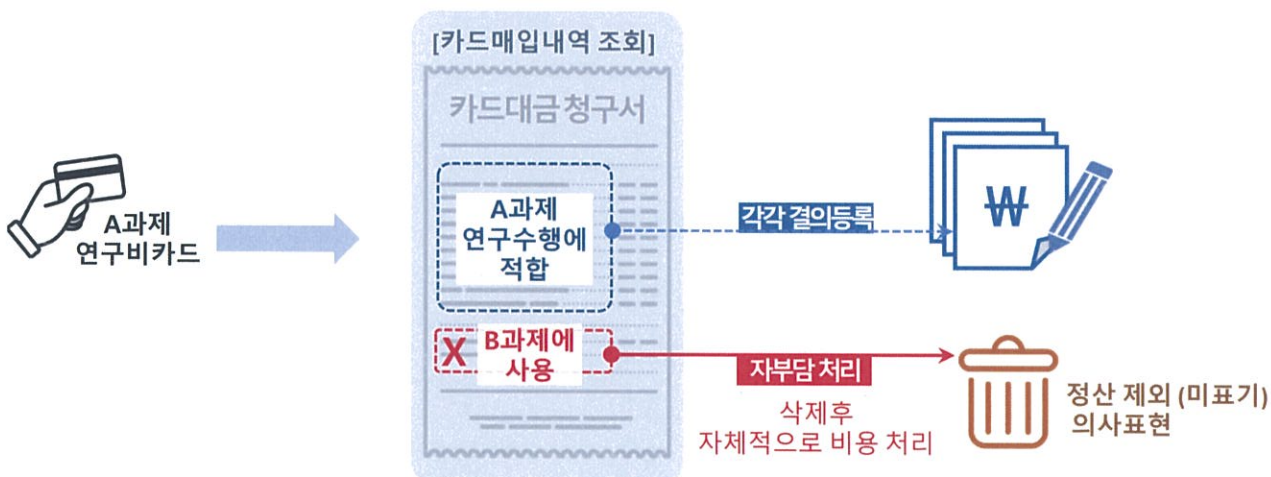 [카드매입내역 조회]
카드대금 청구서
A과제
연구비카드
A과제
연구수행에
적합
각각 결의등록
₩
X
B과제에
사용
자부담 처리
삭제후
자체적으로 비용 처리
정산 제외 (미표기)
의사표현